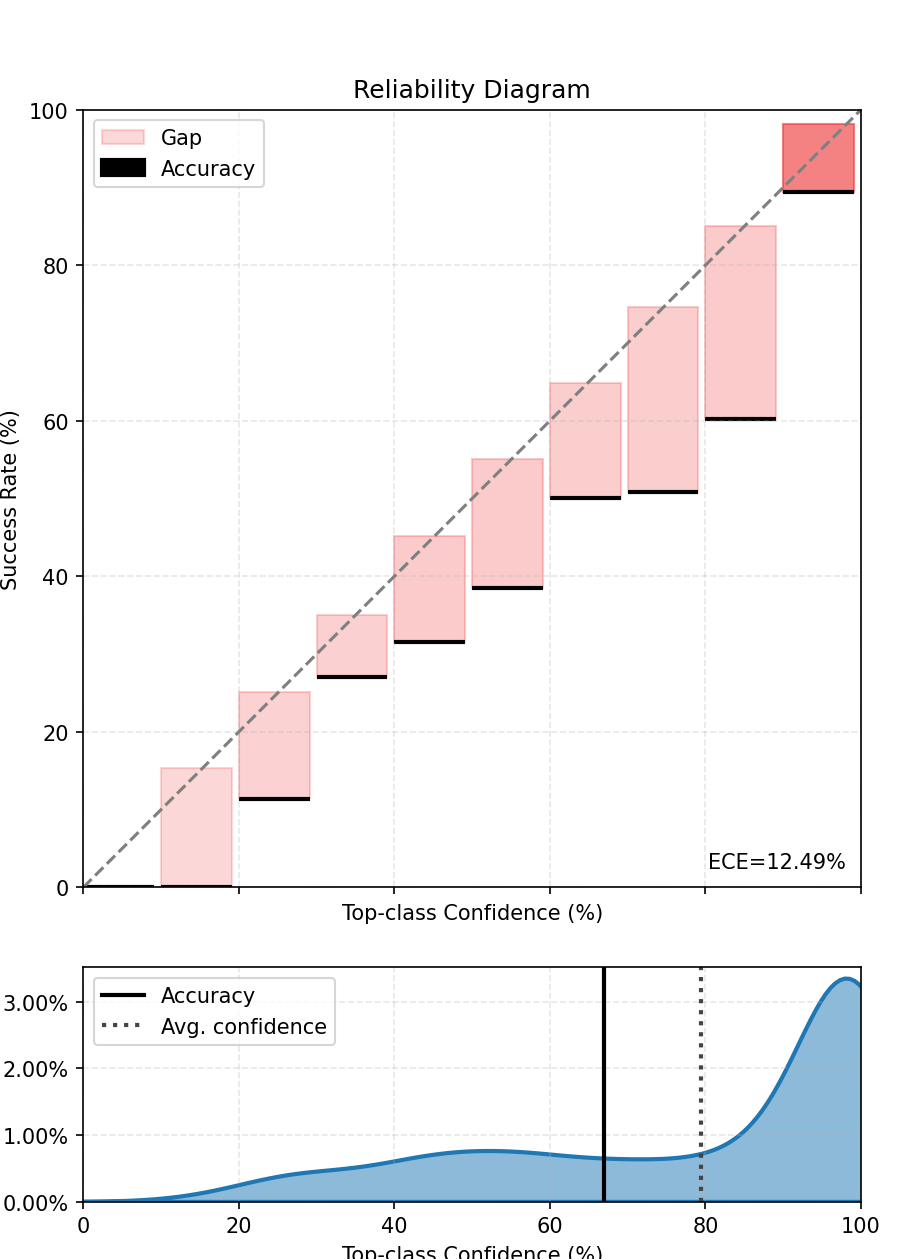 Reliability Diagram
100
Gap
Accuracy
80
60
Success Rate (%)
40
20
ECE=12.49%
0
Top-class Confidence (%)
3.00%
Accuracy
Avg. confidence
2.00%
1.00%
0.00%
0 20 40 60 80 100
Top-class Confidence (%)